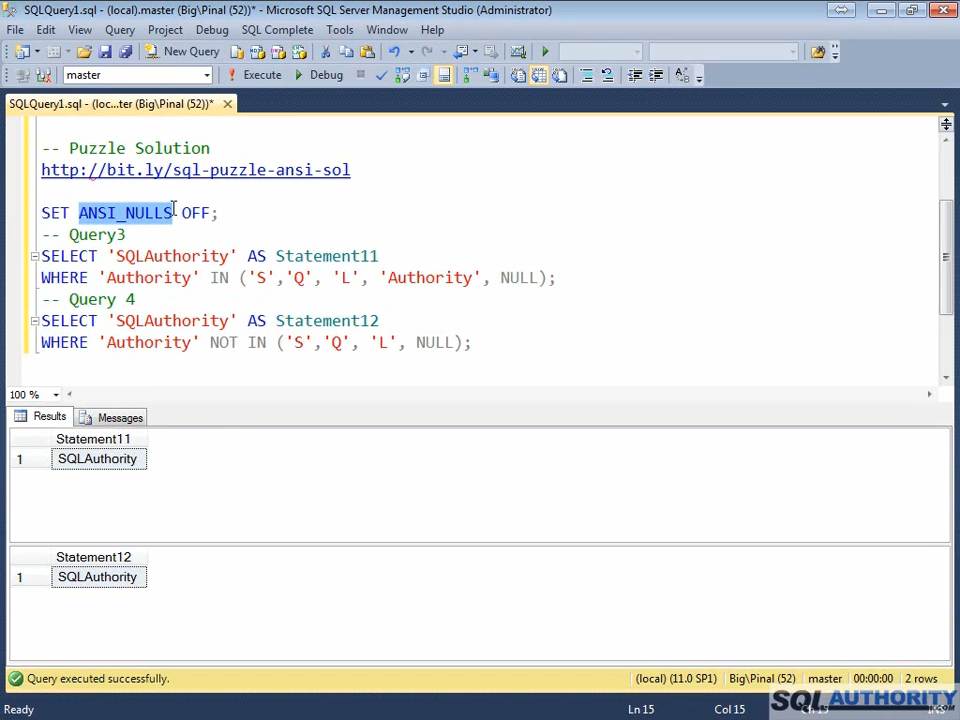 SQLQuery1.sql - (local).master (Big\Pinal (52))* - Microsoft SQL Server Management Studio (Administrator)
File Edit View Query Project Debug SQL Complete Tools Window Help
New Query
master Execute Debug
SQLQuery1.sql - (loc...ter (Big\Pinal (52))*
-- Puzzle Solution
http://bit.ly/sql-puzzle-ansi-sol
SET ANSI_NULLS OFF;
-- Query3
SELECT 'SQLAuthority' AS Statement11
WHERE 'Authority' IN ('S','Q', 'L', 'Authority', NULL);
-- Query 4
SELECT 'SQLAuthority' AS Statement12
WHERE 'Authority' NOT IN ('S','Q', 'L', NULL);
100 %
Results Messages
Statement11
1 SQLAuthority
Statement12
1 SQLAuthority
Query executed successfully. (local) (11.0 SP1) Big\Pinal (52) master 00:00:00 2 rows
Ready Ln 15 Col 15
SQLAUTHORITY